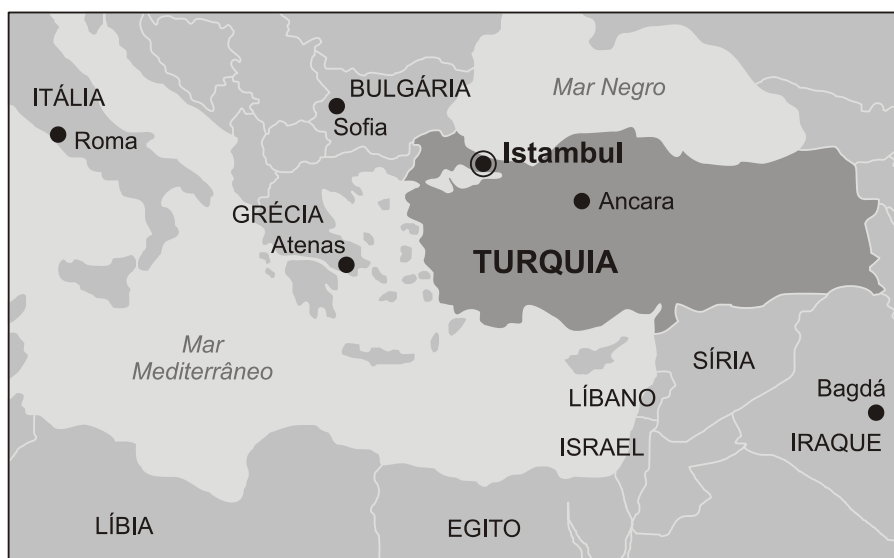 Mar Negro
BULGÁRIA
ITÁLIA
Sofia
Roma
Istambul
Ancara
GRÉCIA
Atenas
TURQUIA
Mar
Mediterrâneo
SÍRIA
LÍBANO
Bagdá
ISRAEL
IRAQUE
LÍBIA
EGITO